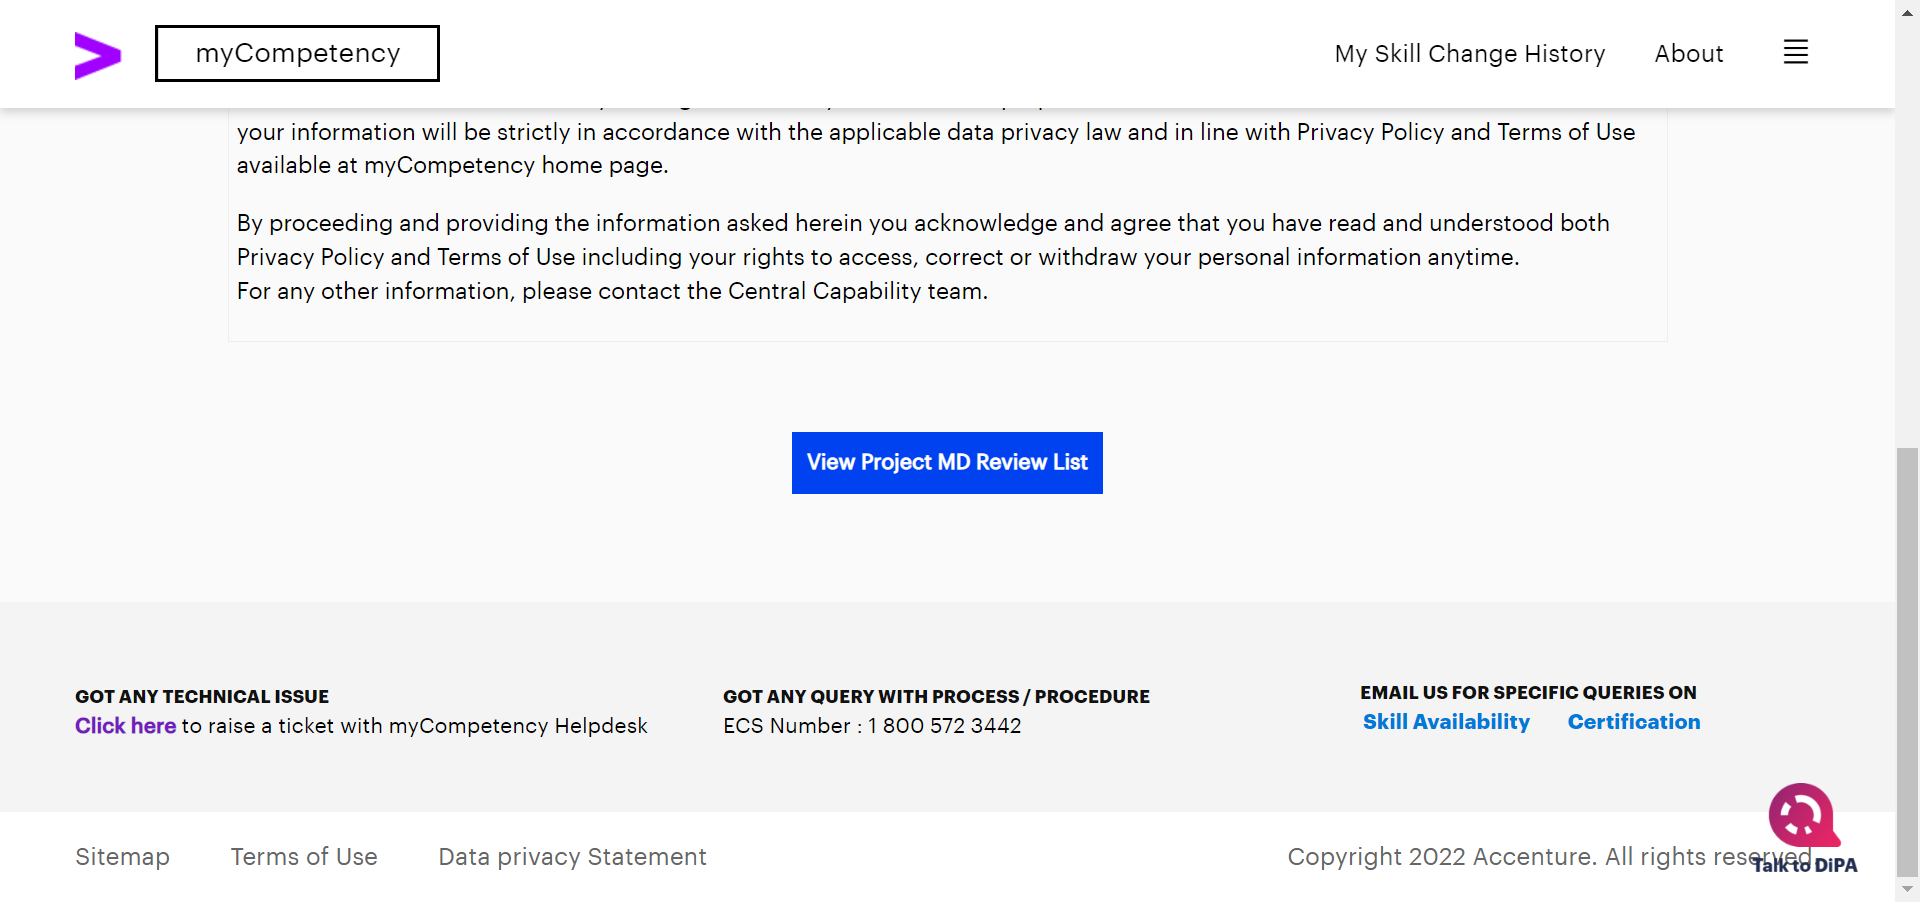 myCompetency
My Skill Change History
About
your information will be strictly in accordance with the applicable data privacy law and in line with Privacy Policy and Terms of Use
available at myCompetency home page.
By proceeding and providing the information asked herein you acknowledge and agree that you have read and understood both
Privacy Policy and Terms of Use including your rights to access, correct or withdraw your personal information anytime.
For any other information, please contact the Central Capability team.
View Project MD Review List
GOT ANY TECHNICAL ISSUE
Click here to raise a ticket with myCompetency Helpdesk
GOT ANY QUERY WITH PROCESS / PROCEDURE
ECS Number : 1 800 572 3442
EMAIL US FOR SPECIFIC QUERIES ON
Skill Availability Certification
Sitemap
Terms of Use
Data privacy Statement
Copyright 2022 Accenture. All rights reserved.
Talk to DiPA